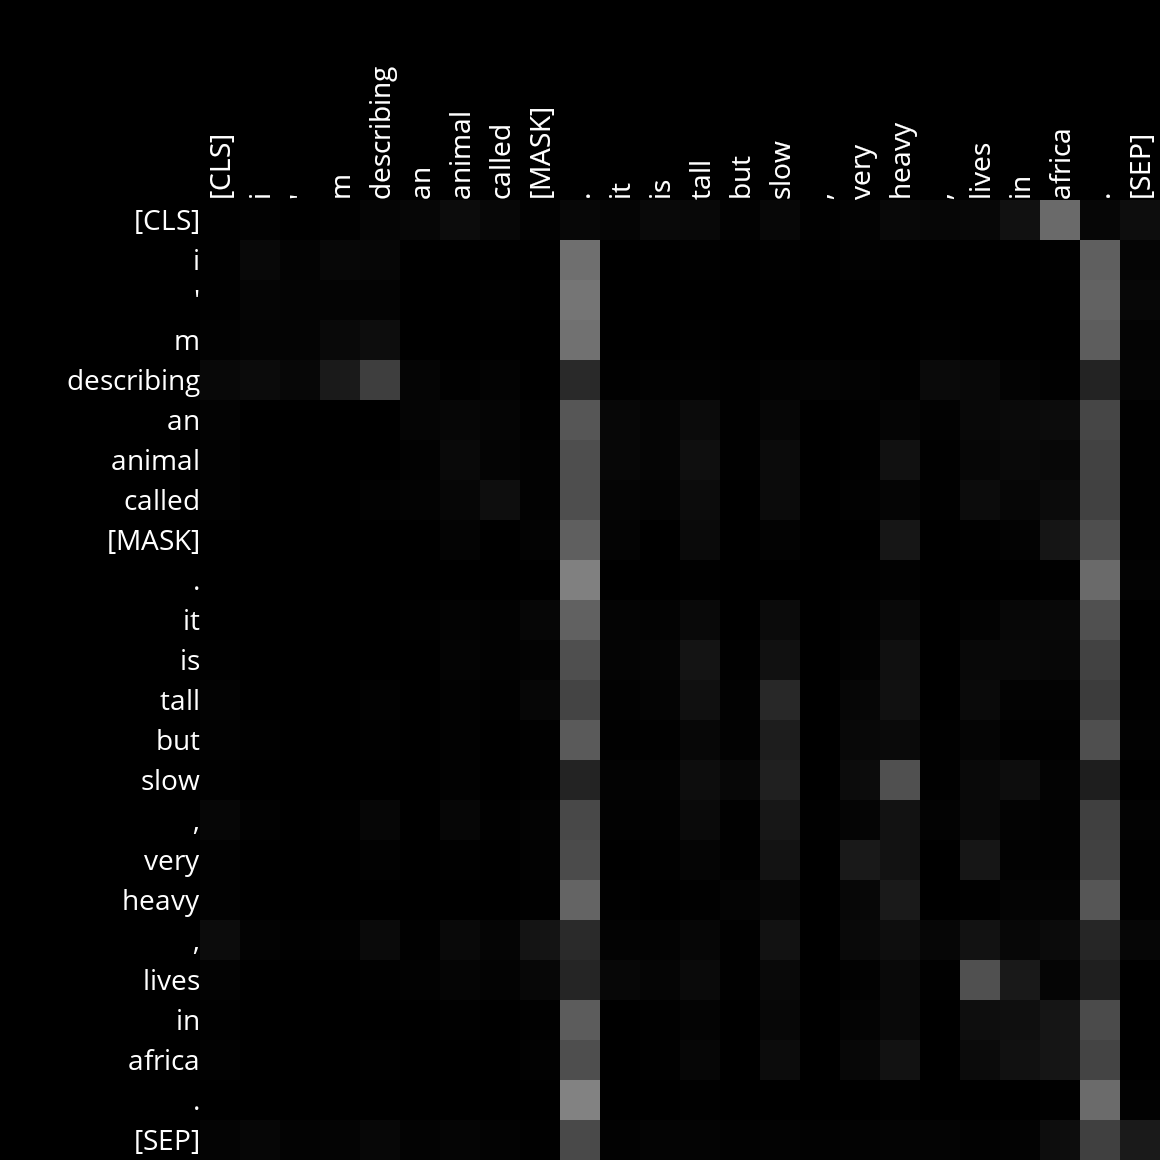 [CLS] i ' m describing an animal called [MASK] . it is tall but slow , very heavy , lives in africa . [SEP]
[CLS]
i
'
m
describing
an
animal
called
[MASK]
.
it
is
tall
but
slow
,
very
heavy
,
lives
in
africa
.
[SEP]